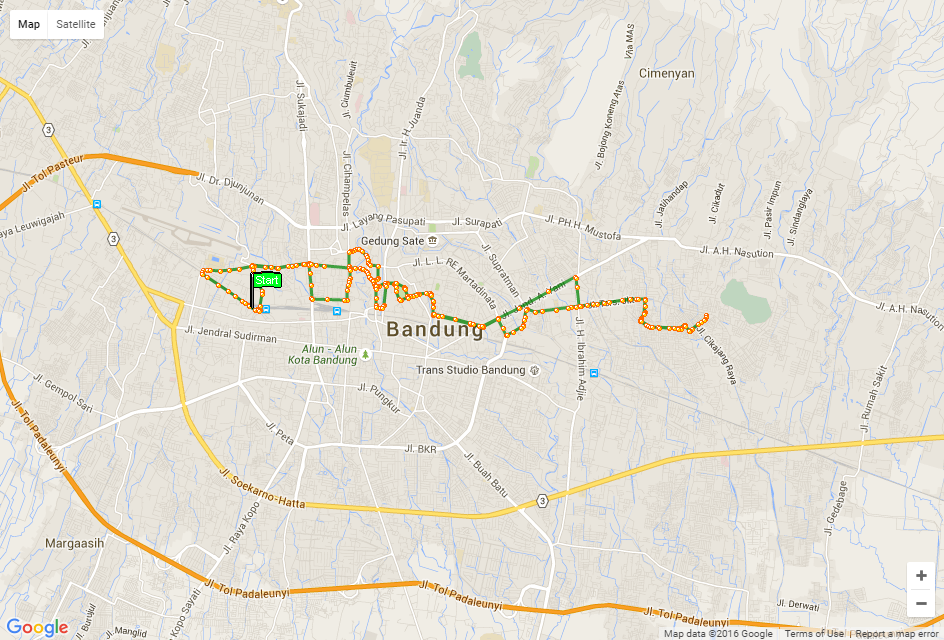 Map
Satellite
Jl. Tol Pasteur
Jl. Sukajadi
Jl. Ciumbuleuit
Jl. Cihampelas
Jl. Ir. H. Juanda
Cimenyan
Jl. Bojong Koneng Atas
3
Jl. Dr. Djunjunan
Jl. Layang Pasupati
Jl. Surapati
Jl. PH.H. Mustofa
Jl. Jatihandap
Jl. Cikadut
Jl. Pasir Impun
Jl. Sindanglaya
aya Leuwigajah
3
Gedung Sate
Jl. Supratman
Jl. L. L. RE. Martadinata
Jl. A.H. Nasution
Jl. A.H. Nasution
Start
Jl. Jendral Sudirman
Bandung
Alun - Alun
Kota Bandung
Trans Studio Bandung
Jl. H. Ibrahim Adjie
Jl. Cikajang Raya
Jl. Gempol Sari
Jl. Pungkur
Jl. Peta
Jl. BKR
Jl. Buah Batu
Jl. Rumah Sakit
Jl. Tol Padaleunyi
Jl. Soekarno-Hatta
3
Jl. Gedebage
Jl. Raya Kopo
Margaasih
Jl. Tol Padaleunyi
Jl. Tol Padaleunyi
Jl. Tol Padaleunyi
Jl. Kopo Sayati
Jl. Burujul
Jl. Manglid
Jl. Derwati
+
−
Google
Map data ©2016 Google
Terms of Use
Report a map error